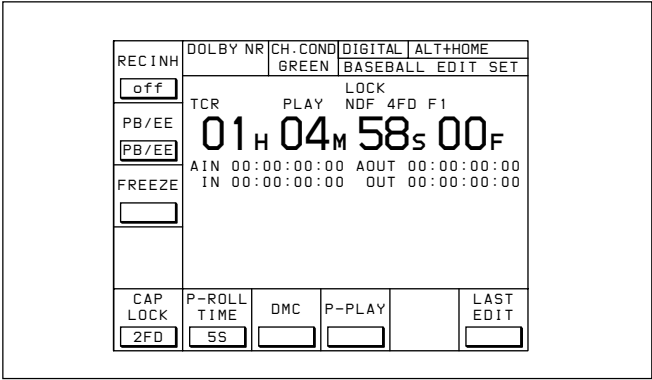 RECINH
off
DOLBY NR CH.COND DIGITAL ALT+HOME
GREEN BASEBALL EDIT SET
LOCK
TCR PLAY NDF 4FD F1
01H 04M 58S 00F
AIN 00:00:00:00 AOUT 00:00:00:00
IN 00:00:00:00 OUT 00:00:00:00
PB/EE
PB/EE
FREEZE
CAP LOCK
2FD
P-ROLL TIME
5S
DMC
P-PLAY
LAST EDIT